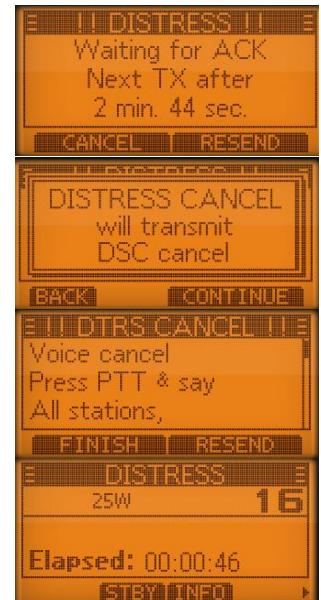 !! DISTRESS !!
Waiting for ACK
Next TX after
2 min. 44 sec.
CANCEL RESEND
DISTRESS
DISTRESS CANCEL
will transmit
DSC cancel
BACK CONTINUE
!! DTRS CANCEL !!
Voice cancel
Press PTT & say
All stations,
FINISH RESEND
DISTRESS
25W 16
Elapsed: 00:00:46
STBY INFO